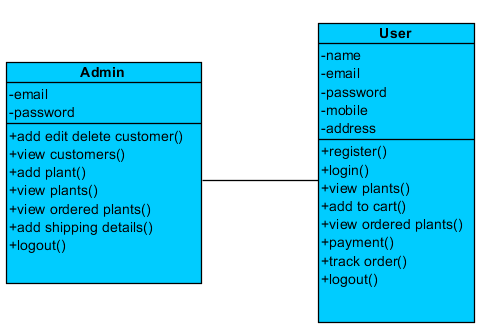 Admin
-email
-password
+add edit delete customer()
+view customers()
+add plant()
+view plants()
+view ordered plants()
+add shipping details()
+logout()
User
-name
-email
-password
-mobile
-address
+register()
+login()
+view plants()
+add to cart()
+view ordered plants()
+payment()
+track order()
+logout()